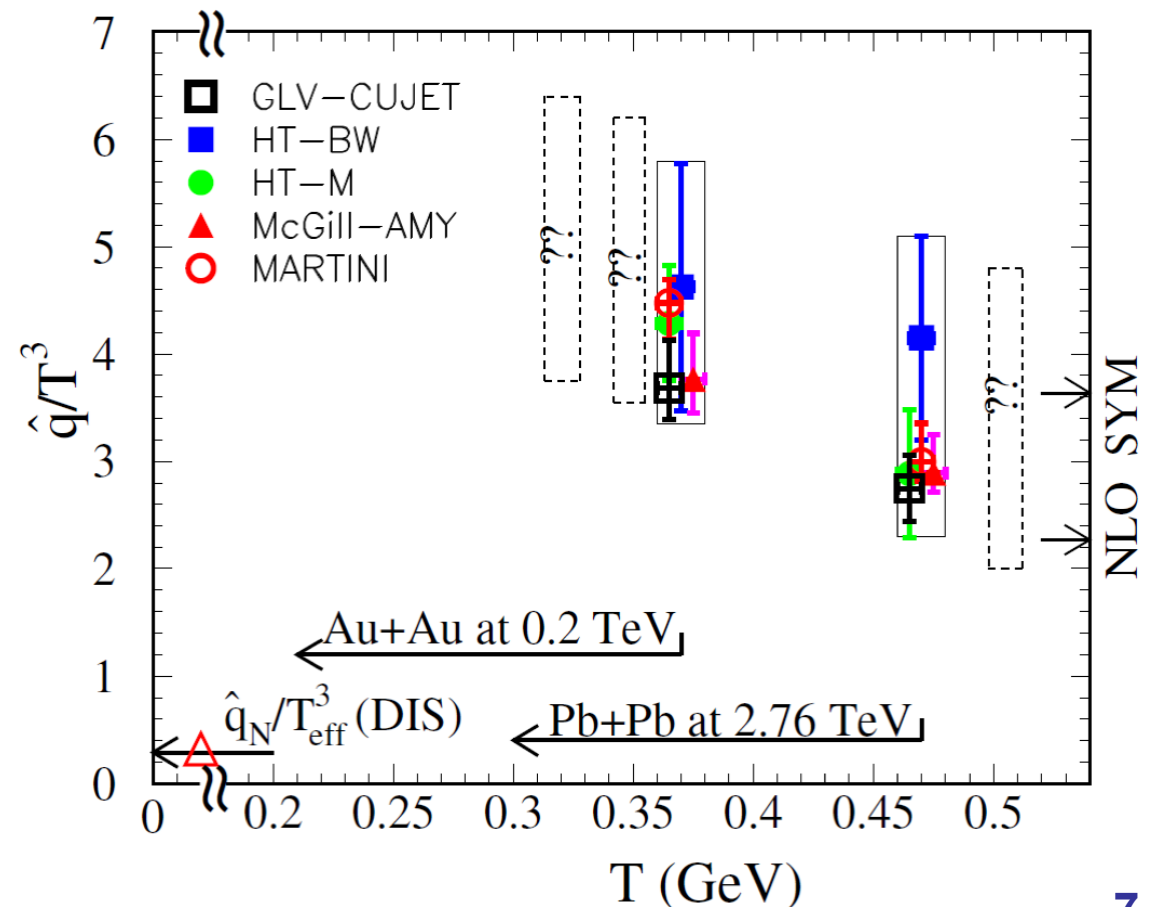 7
6
5
4
3
2
1
0
q̂/T³
GLV−CUJET
HT−BW
HT−M
McGill−AMY
MARTINI
??
??
??
Au+Au at 0.2 TeV
q̂_N/T³_eff (DIS)
Pb+Pb at 2.76 TeV
NLO SYM
0 0.2 0.25 0.3 0.35 0.4 0.45 0.5
T (GeV)